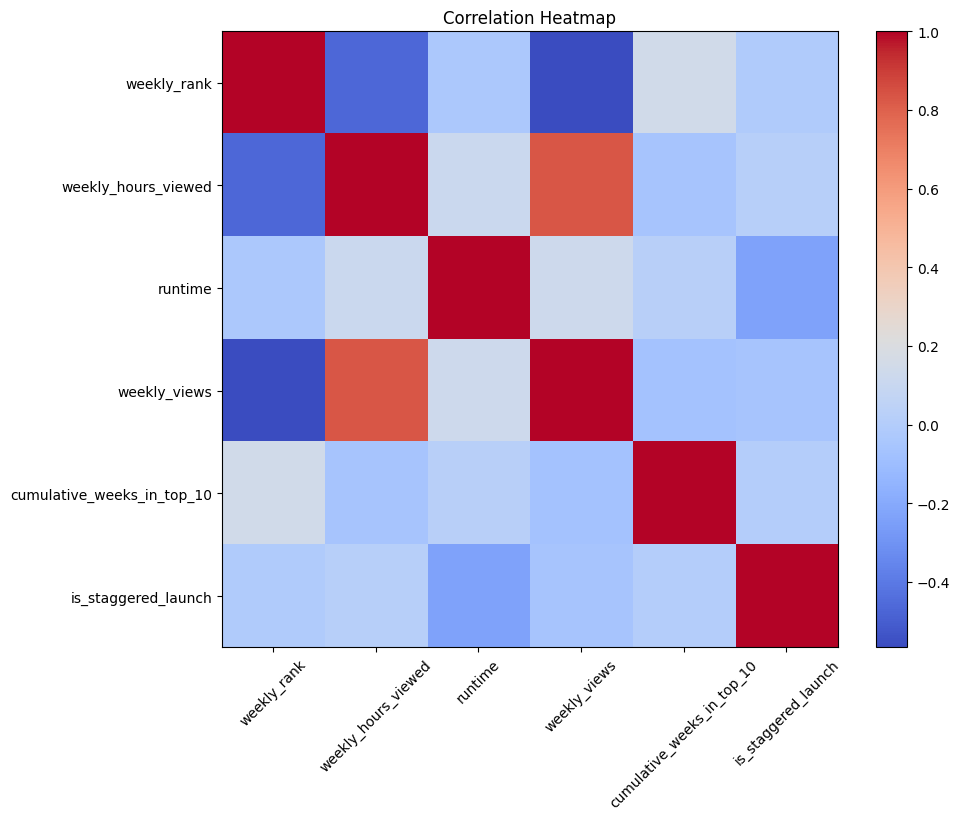 Correlation Heatmap
weekly_rank
weekly_hours_viewed
runtime
weekly_views
cumulative_weeks_in_top_10
is_staggered_launch
weekly_rank
weekly_hours_viewed
runtime
weekly_views
cumulative_weeks_in_top_10
is_staggered_launch
1.0
0.8
0.6
0.4
0.2
0.0
−0.2
−0.4